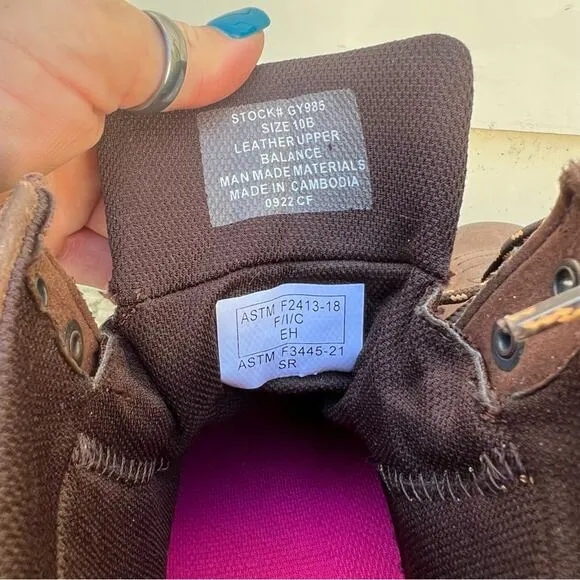 STOCK# GY985
SIZE 10B
LEATHER UPPER
BALANCE
MAN MADE MATERIALS
MADE IN CAMBODIA
0922 CF
ASTM F2413-18
F/I/C
EH
ASTM F3445-21
SR